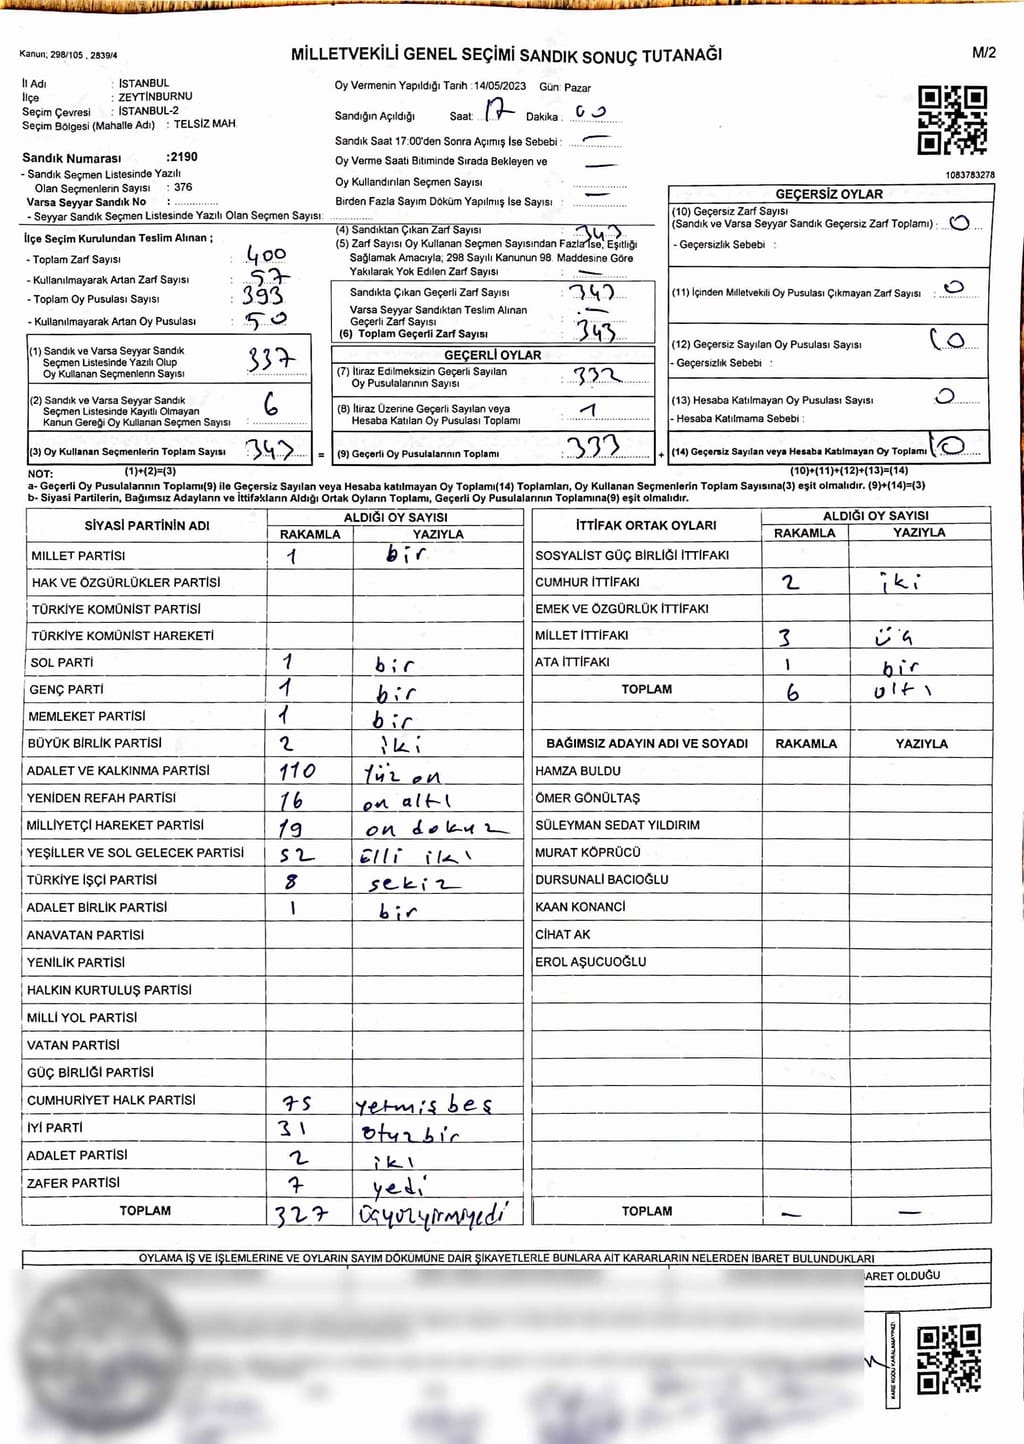 Kanun; 298/105 , 2839/4
MİLLETVEKİLİ GENEL SEÇİMİ SANDIK SONUÇ TUTANAĞI
M/2
İl Adı : İSTANBUL
İlçe : ZEYTİNBURNU
Seçim Çevresi : İSTANBUL-2
Seçim Bölgesi (Mahalle Adı) : TELSİZ MAH.
Sandık Numarası :2190
- Sandık Seçmen Listesinde Yazılı
Olan Seçmenlerin Sayısı : 376
Varsa Seyyar Sandık No :
- Seyyar Sandık Seçmen Listesinde Yazılı Olan Seçmen Sayısı:
Oy Vermenin Yapıldığı Tarih :14/05/2023 Gün: Pazar
Sandığın Açıldığı Saat: 17 Dakika : 00
Sandık Saat 17:00'den Sonra Açımış İse Sebebi : —
Oy Verme Saati Bitiminde Sırada Bekleyen ve
Oy Kullandırılan Seçmen Sayısı : —
Birden Fazla Sayım Döküm Yapılmış İse Sayısı : —
1083783278
İlçe Seçim Kurulundan Teslim Alınan ;
- Toplam Zarf Sayısı : 400
- Kullanılmayarak Artan Zarf Sayısı : 57
- Toplam Oy Pusulası Sayısı : 393
- Kullanılmayarak Artan Oy Pusulası : 50
(1) Sandık ve Varsa Seyyar Sandık
Seçmen Listesinde Yazılı Olup
Oy Kullanan Seçmenlerin Sayısı : 337
(2) Sandık ve Varsa Seyyar Sandık
Seçmen Listesinde Kayıtlı Olmayan
Kanun Gereği Oy Kullanan Seçmen Sayısı : 6
(3) Oy Kullanan Seçmenlerin Toplam Sayısı : 343 =
(4) Sandıktan Çıkan Zarf Sayısı : 343
(5) Zarf Sayısı Oy Kullanan Seçmen Sayısından Fazla İse, Eşitliği
Sağlamak Amacıyla; 298 Sayılı Kanunun 98. Maddesine Göre
Yakılarak Yok Edilen Zarf Sayısı : —
Sandıkta Çıkan Geçerli Zarf Sayısı : 343
Varsa Seyyar Sandıktan Teslim Alınan
Geçerli Zarf Sayısı : —
(6) Toplam Geçerli Zarf Sayısı : 343
GEÇERLİ OYLAR
(7) İtiraz Edilmeksizin Geçerli Sayılan
Oy Pusulalarının Sayısı : 332
(8) İtiraz Üzerine Geçerli Sayılan veya
Hesaba Katılan Oy Pusulası Toplamı : 1
(9) Geçerli Oy Pusulalarının Toplamı : 333 +
GEÇERSİZ OYLAR
(10) Geçersiz Zarf Sayısı
(Sandık ve Varsa Seyyar Sandık Geçersiz Zarf Toplamı) : 0
- Geçersizlik Sebebi :
(11) İçinden Milletvekili Oy Pusulası Çıkmayan Zarf Sayısı : 0
(12) Geçersiz Sayılan Oy Pusulası Sayısı : 10
- Geçersizlik Sebebi :
(13) Hesaba Katılmayan Oy Pusulası Sayısı : 0
- Hesaba Katılmama Sebebi :
(14) Geçersiz Sayılan veya Hesaba Katılmayan Oy Toplamı : 10
NOT: (1)+(2)=(3)
(10)+(11)+(12)+(13)=(14)
a- Geçerli Oy Pusulalarının Toplamı(9) ile Geçersiz Sayılan veya Hesaba katılmayan Oy Toplamı(14) Toplamları, Oy Kullanan Seçmenlerin Toplam Sayısına(3) eşit olmalıdır. (9)+(14)=(3)
b- Siyasi Partilerin, Bağımsız Adayların ve İttifakların Aldığı Ortak Oyların Toplamı, Geçerli Oy Pusulalarının Toplamına(9) eşit olmalıdır.
SİYASİ PARTİNİN ADI
ALDIĞI OY SAYISI
RAKAMLA YAZIYLA
MİLLET PARTİSİ 1 bir
HAK VE ÖZGÜRLÜKLER PARTİSİ
TÜRKİYE KOMÜNİST PARTİSİ
TÜRKİYE KOMÜNİST HAREKETİ
SOL PARTİ 1 bir
GENÇ PARTİ 1 bir
MEMLEKET PARTİSİ 1 bir
BÜYÜK BİRLİK PARTİSİ 2 iki
ADALET VE KALKINMA PARTİSİ 110 yüz on
YENİDEN REFAH PARTİSİ 16 on altı
MİLLİYETÇİ HAREKET PARTİSİ 19 on dokuz
YEŞİLLER VE SOL GELECEK PARTİSİ 52 Elli iki
TÜRKİYE İŞÇİ PARTİSİ 8 sekiz
ADALET BİRLİK PARTİSİ 1 bir
ANAVATAN PARTİSİ
YENİLİK PARTİSİ
HALKIN KURTULUŞ PARTİSİ
MİLLİ YOL PARTİSİ
VATAN PARTİSİ
GÜÇ BİRLİĞİ PARTİSİ
CUMHURİYET HALK PARTİSİ 75 yetmiş beş
İYİ PARTİ 31 otuz bir
ADALET PARTİSİ 2 iki
ZAFER PARTİSİ 7 yedi
TOPLAM 327 üçyüzyirmiyedi
İTTİFAK ORTAK OYLARI
ALDIĞI OY SAYISI
RAKAMLA YAZIYLA
SOSYALİST GÜÇ BİRLİĞİ İTTİFAKI
CUMHUR İTTİFAKI 2 iki
EMEK VE ÖZGÜRLÜK İTTİFAKI
MİLLET İTTİFAKI 3 üç
ATA İTTİFAKI 1 bir
TOPLAM 6 altı
BAĞIMSIZ ADAYIN ADI VE SOYADI RAKAMLA YAZIYLA
HAMZA BULDU
ÖMER GÖNÜLTAŞ
SÜLEYMAN SEDAT YILDIRIM
MURAT KÖPRÜCÜ
DURSUNALİ BACIOĞLU
KAAN KONANCİ
CİHAT AK
EROL AŞUCUOĞLU
TOPLAM — —
OYLAMA İŞ VE İŞLEMLERİNE VE OYLARIN SAYIM DÖKÜMÜNE DAİR ŞİKAYETLERLE BUNLARA AİT KARARLARIN NELERDEN İBARET BULUNDUKLARI
BARET OLDUĞU
KARE KODU KARALAMAYINIZ!